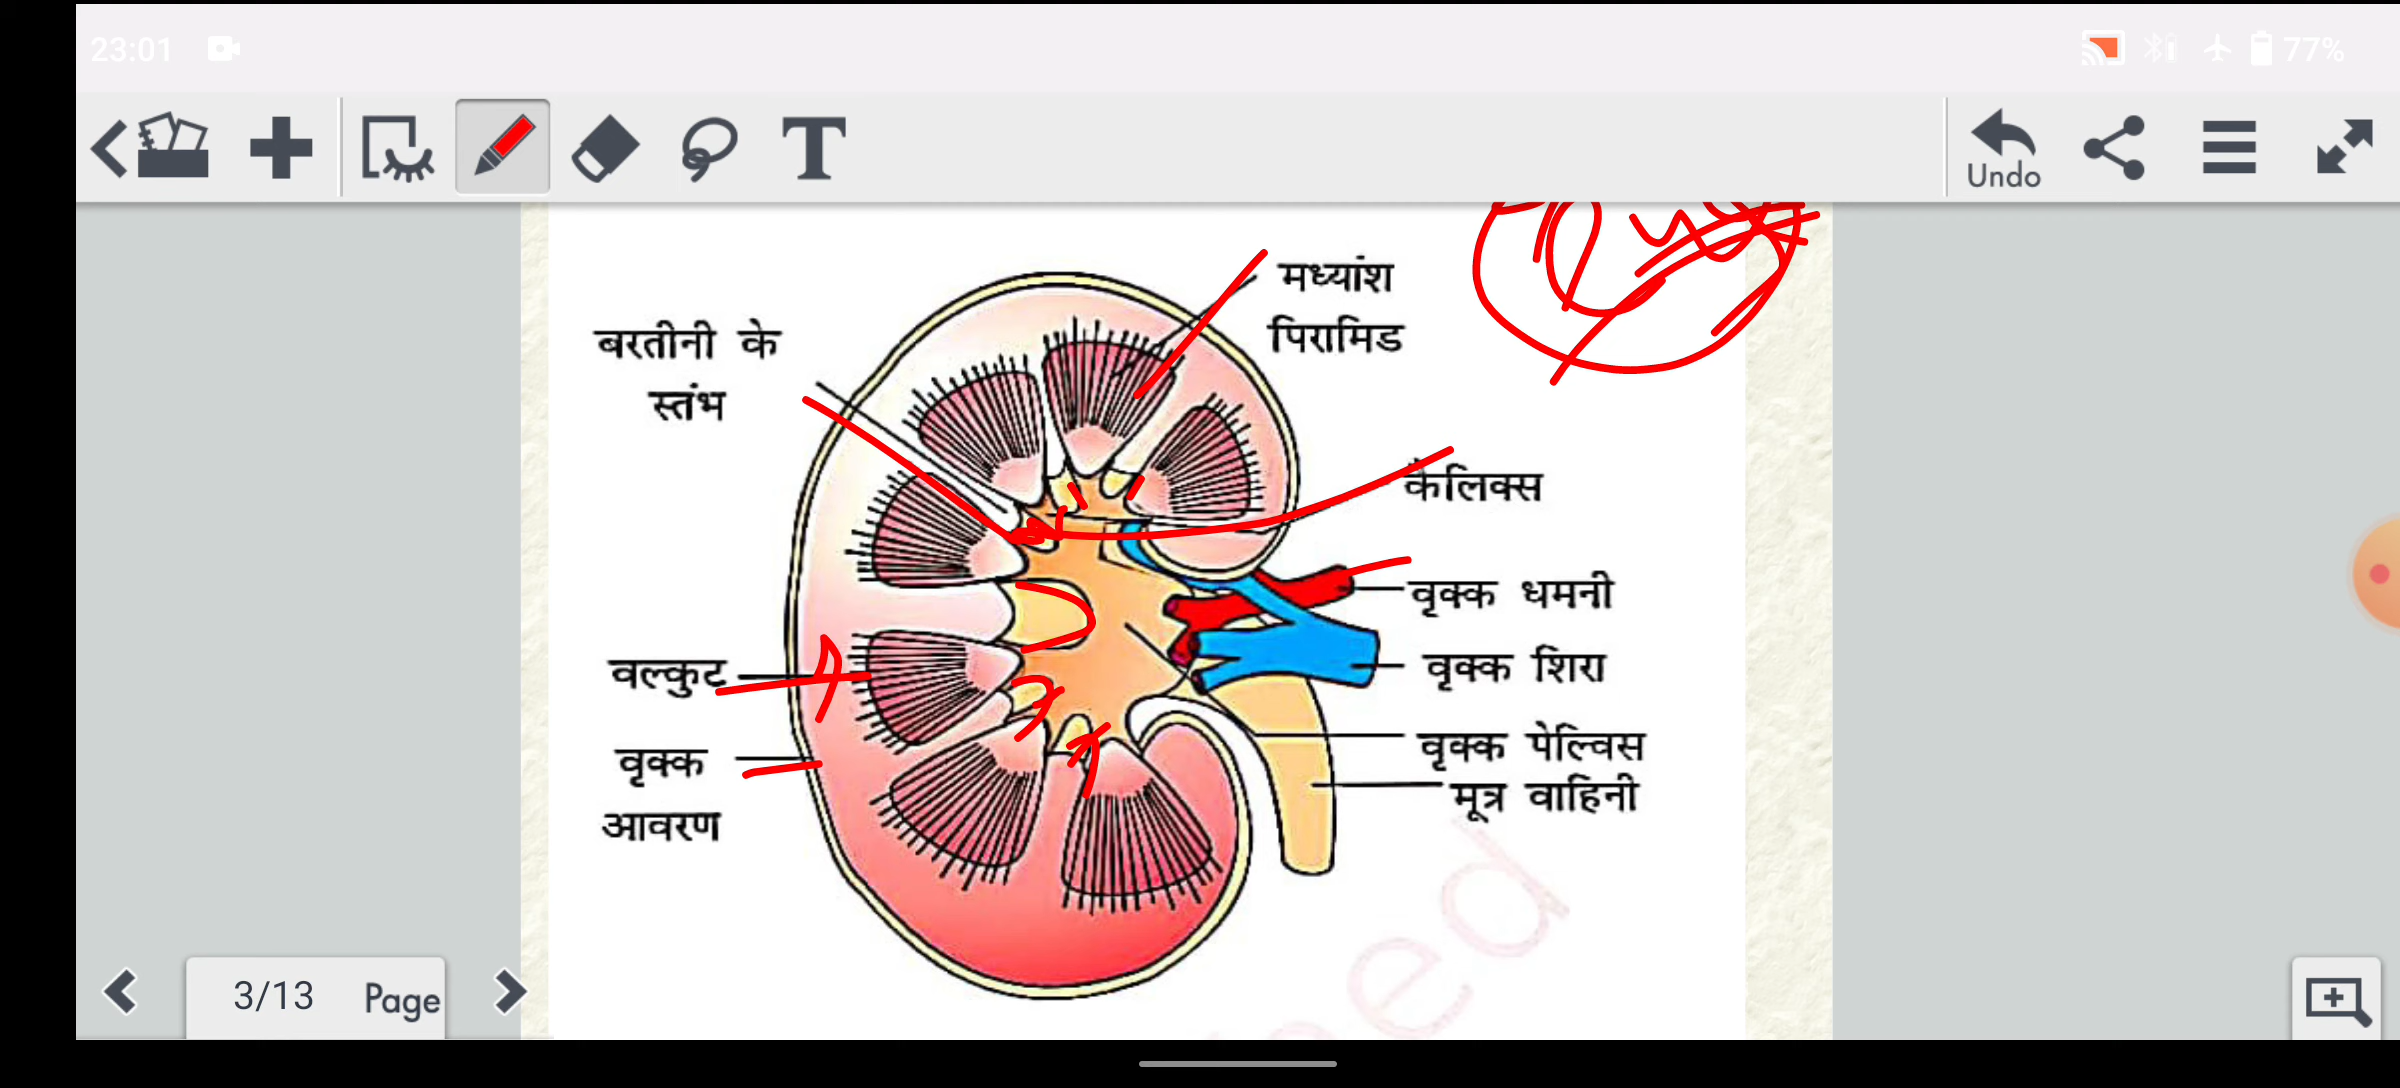 23:01
77%
Undo
मध्यांश
पिरामिड
बरतीनी के
स्तंभ
कैलिक्स
वृक्क धमनी
वल्कुट
वृक्क शिरा
वृक्क
आवरण
वृक्क पेल्विस
मूत्र वाहिनी
3/13 Page